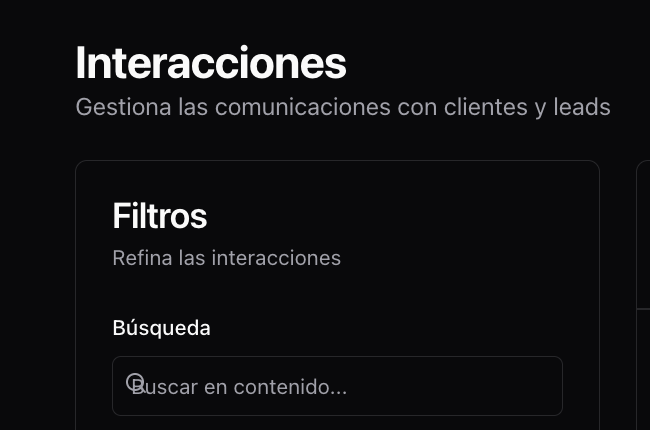 Interacciones
Gestiona las comunicaciones con clientes y leads
Filtros
Refina las interacciones
Búsqueda
Buscar en contenido...